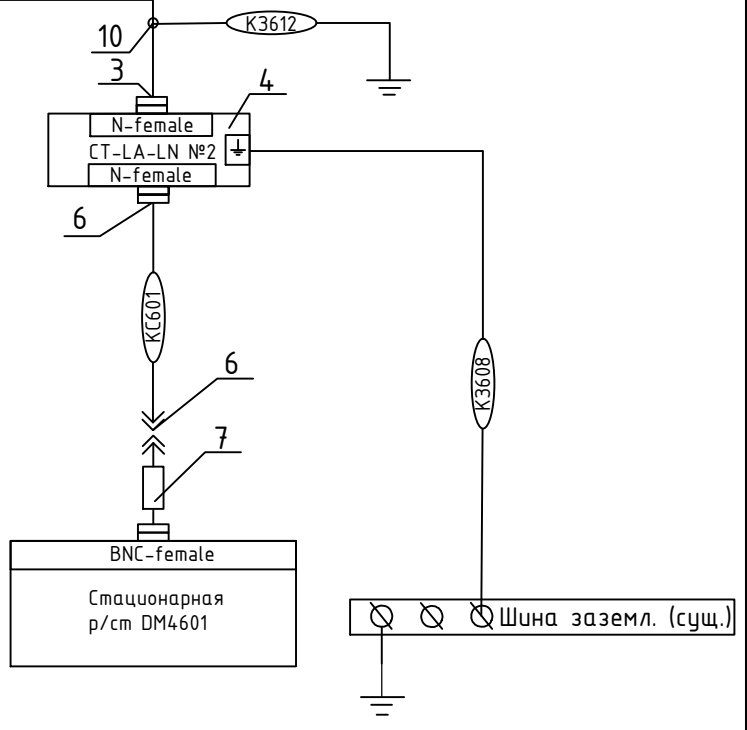 10
К3612
3
4
N-female
CT-LA-LN №2
N-female
6
КС601
6
К3608
7
BNC-female
Стационарная
р/ст DM4601
Шина заземл. (сущ.)